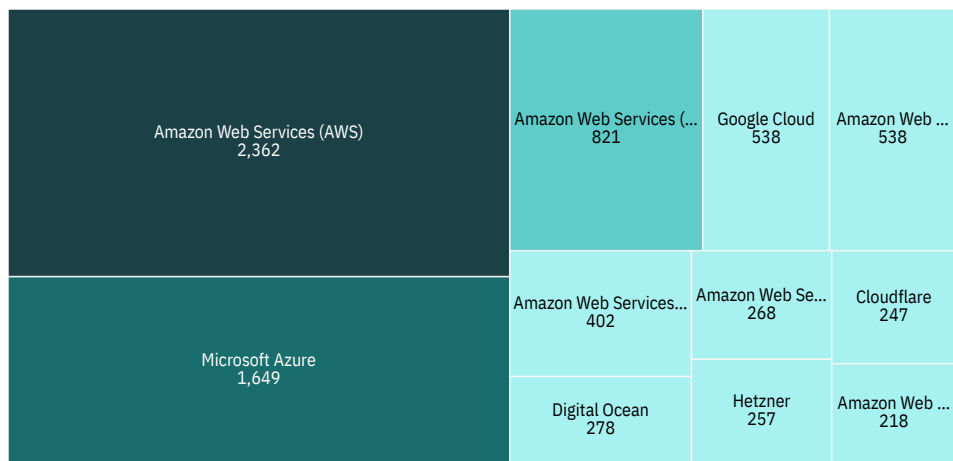 Amazon Web Services (AWS)
2,362
Microsoft Azure
1,649
Amazon Web Services (...
821
Google Cloud
538
Amazon Web ...
538
Amazon Web Services...
402
Digital Ocean
278
Amazon Web Se...
268
Hetzner
257
Cloudflare
247
Amazon Web ...
218